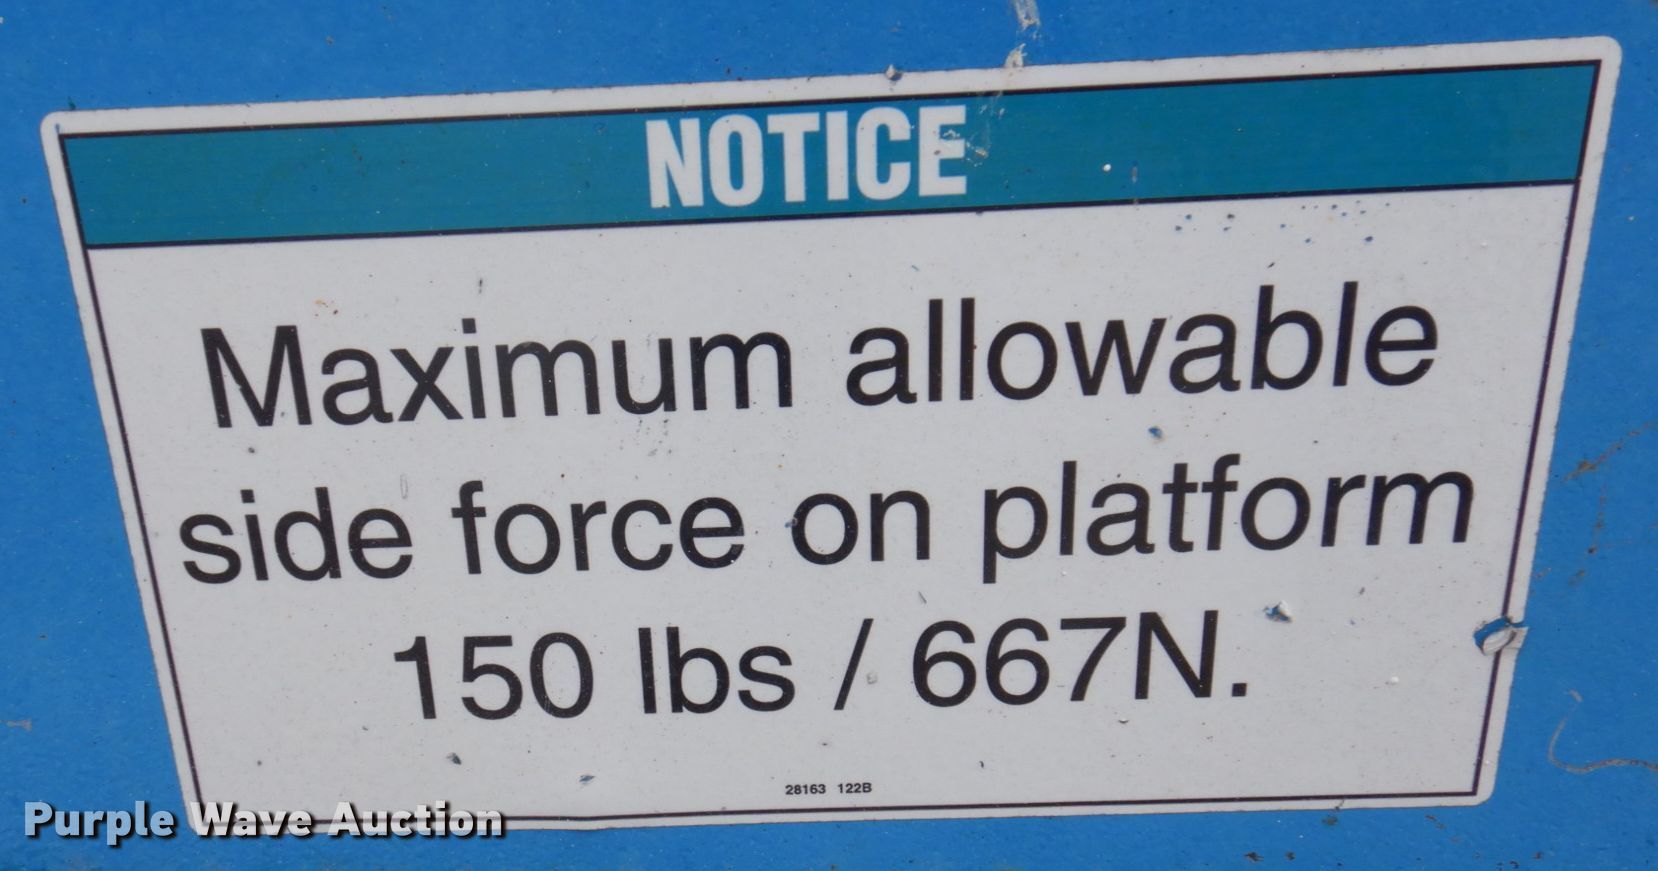 NOTICE
Maximum allowable
side force on platform
150 lbs / 667N.
28163 122B
Purple Wave Auction